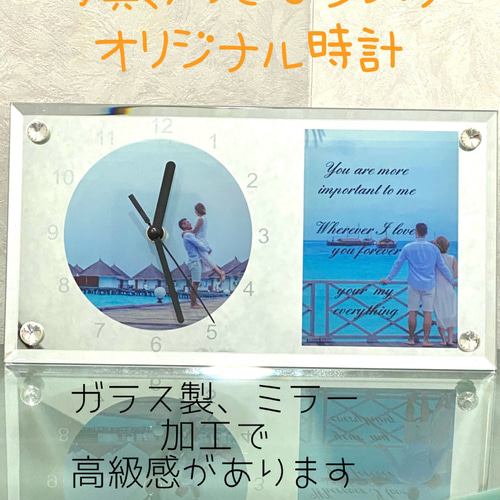 オリジナル時計
12
1
2
3
4
5
7
8
9
10
You are more
important to me
Wherever I love
you forever
your my
everything
ガラス製、ミラー
加工で
高級感があります